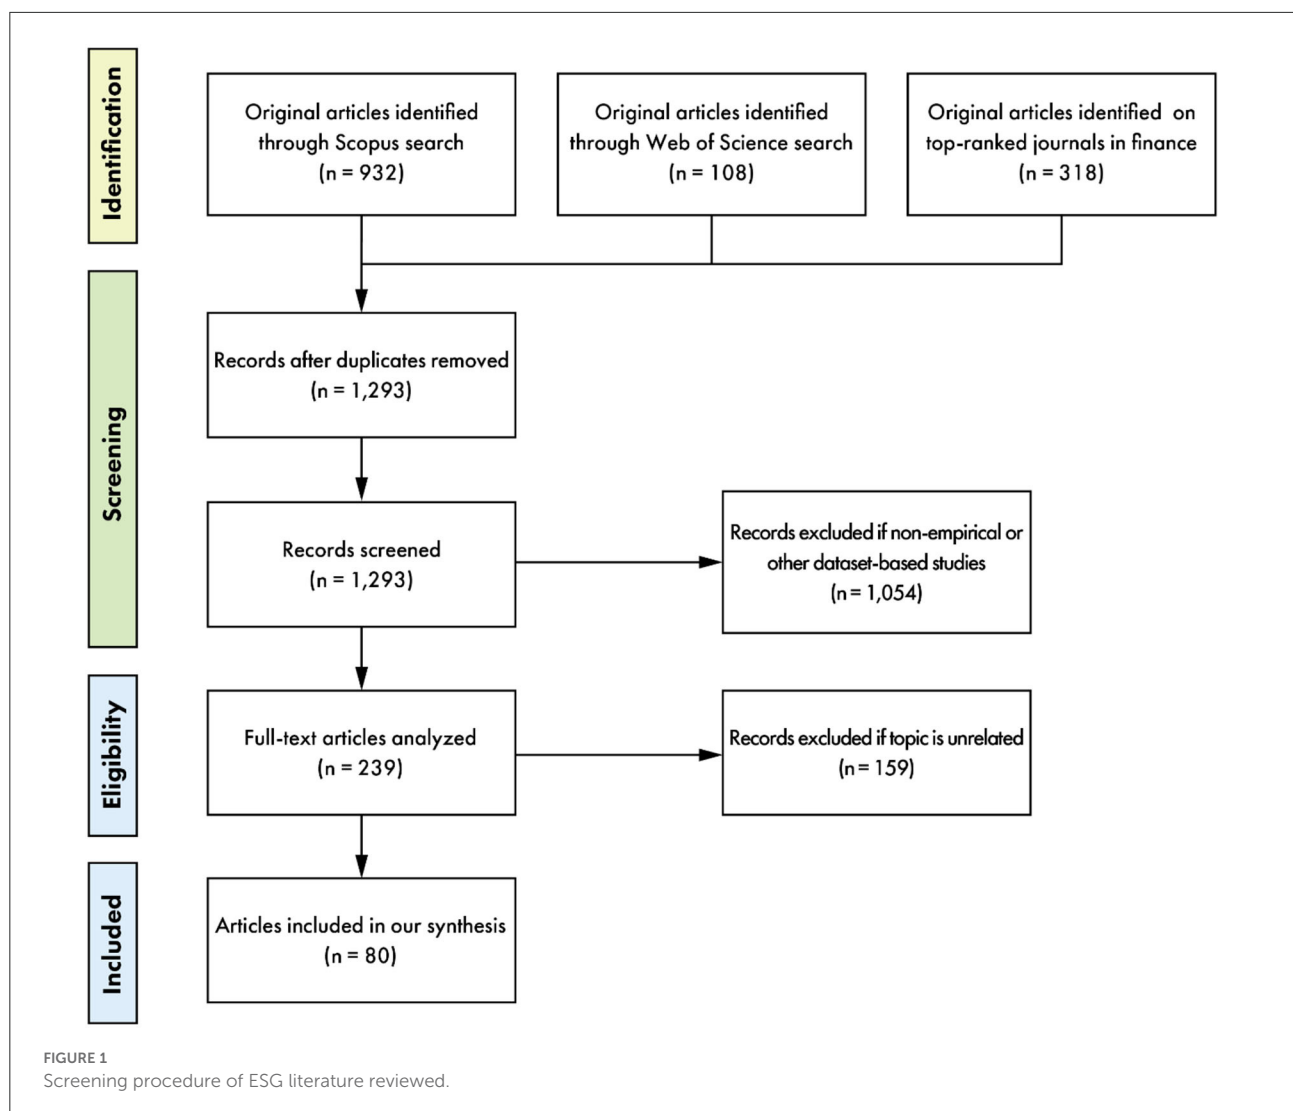 Identification
Original articles identified
through Scopus search
(n = 932)
Original articles identified
through Web of Science search
(n = 108)
Original articles identified on
top-ranked journals in finance
(n = 318)
Screening
Records after duplicates removed
(n = 1,293)
Records screened
(n = 1,293)
Records excluded if non-empirical or
other dataset-based studies
(n = 1,054)
Eligibility
Full-text articles analyzed
(n = 239)
Records excluded if topic is unrelated
(n = 159)
Included
Articles included in our synthesis
(n = 80)
FIGURE 1
Screening procedure of ESG literature reviewed.